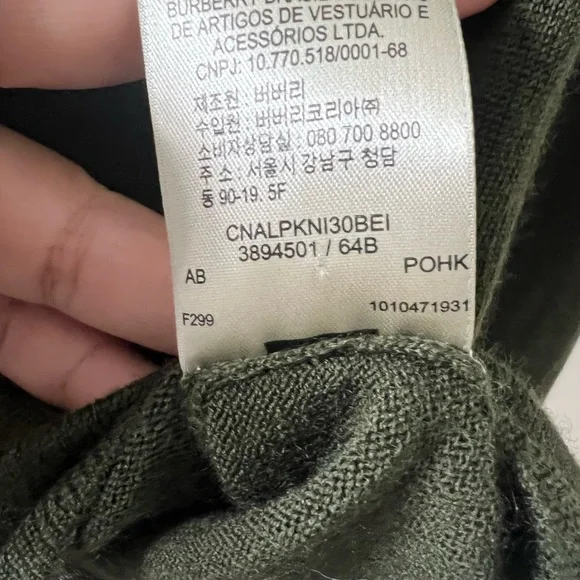 BURBERRY BRASIL
DE ARTIGOS DE VESTUÁRIO E
ACESSÓRIOS LTDA.
CNPJ: 10.770.518/0001-68
제조원 : 버버리
수입원 : 버버리코리아㈜
소비자상담실 : 080 700 8800
주 소 : 서울시 강남구 청담
동 90-19. 5F
CNALPKNI30BEI
3894501 / 64B
AB POHK
F299 1010471931